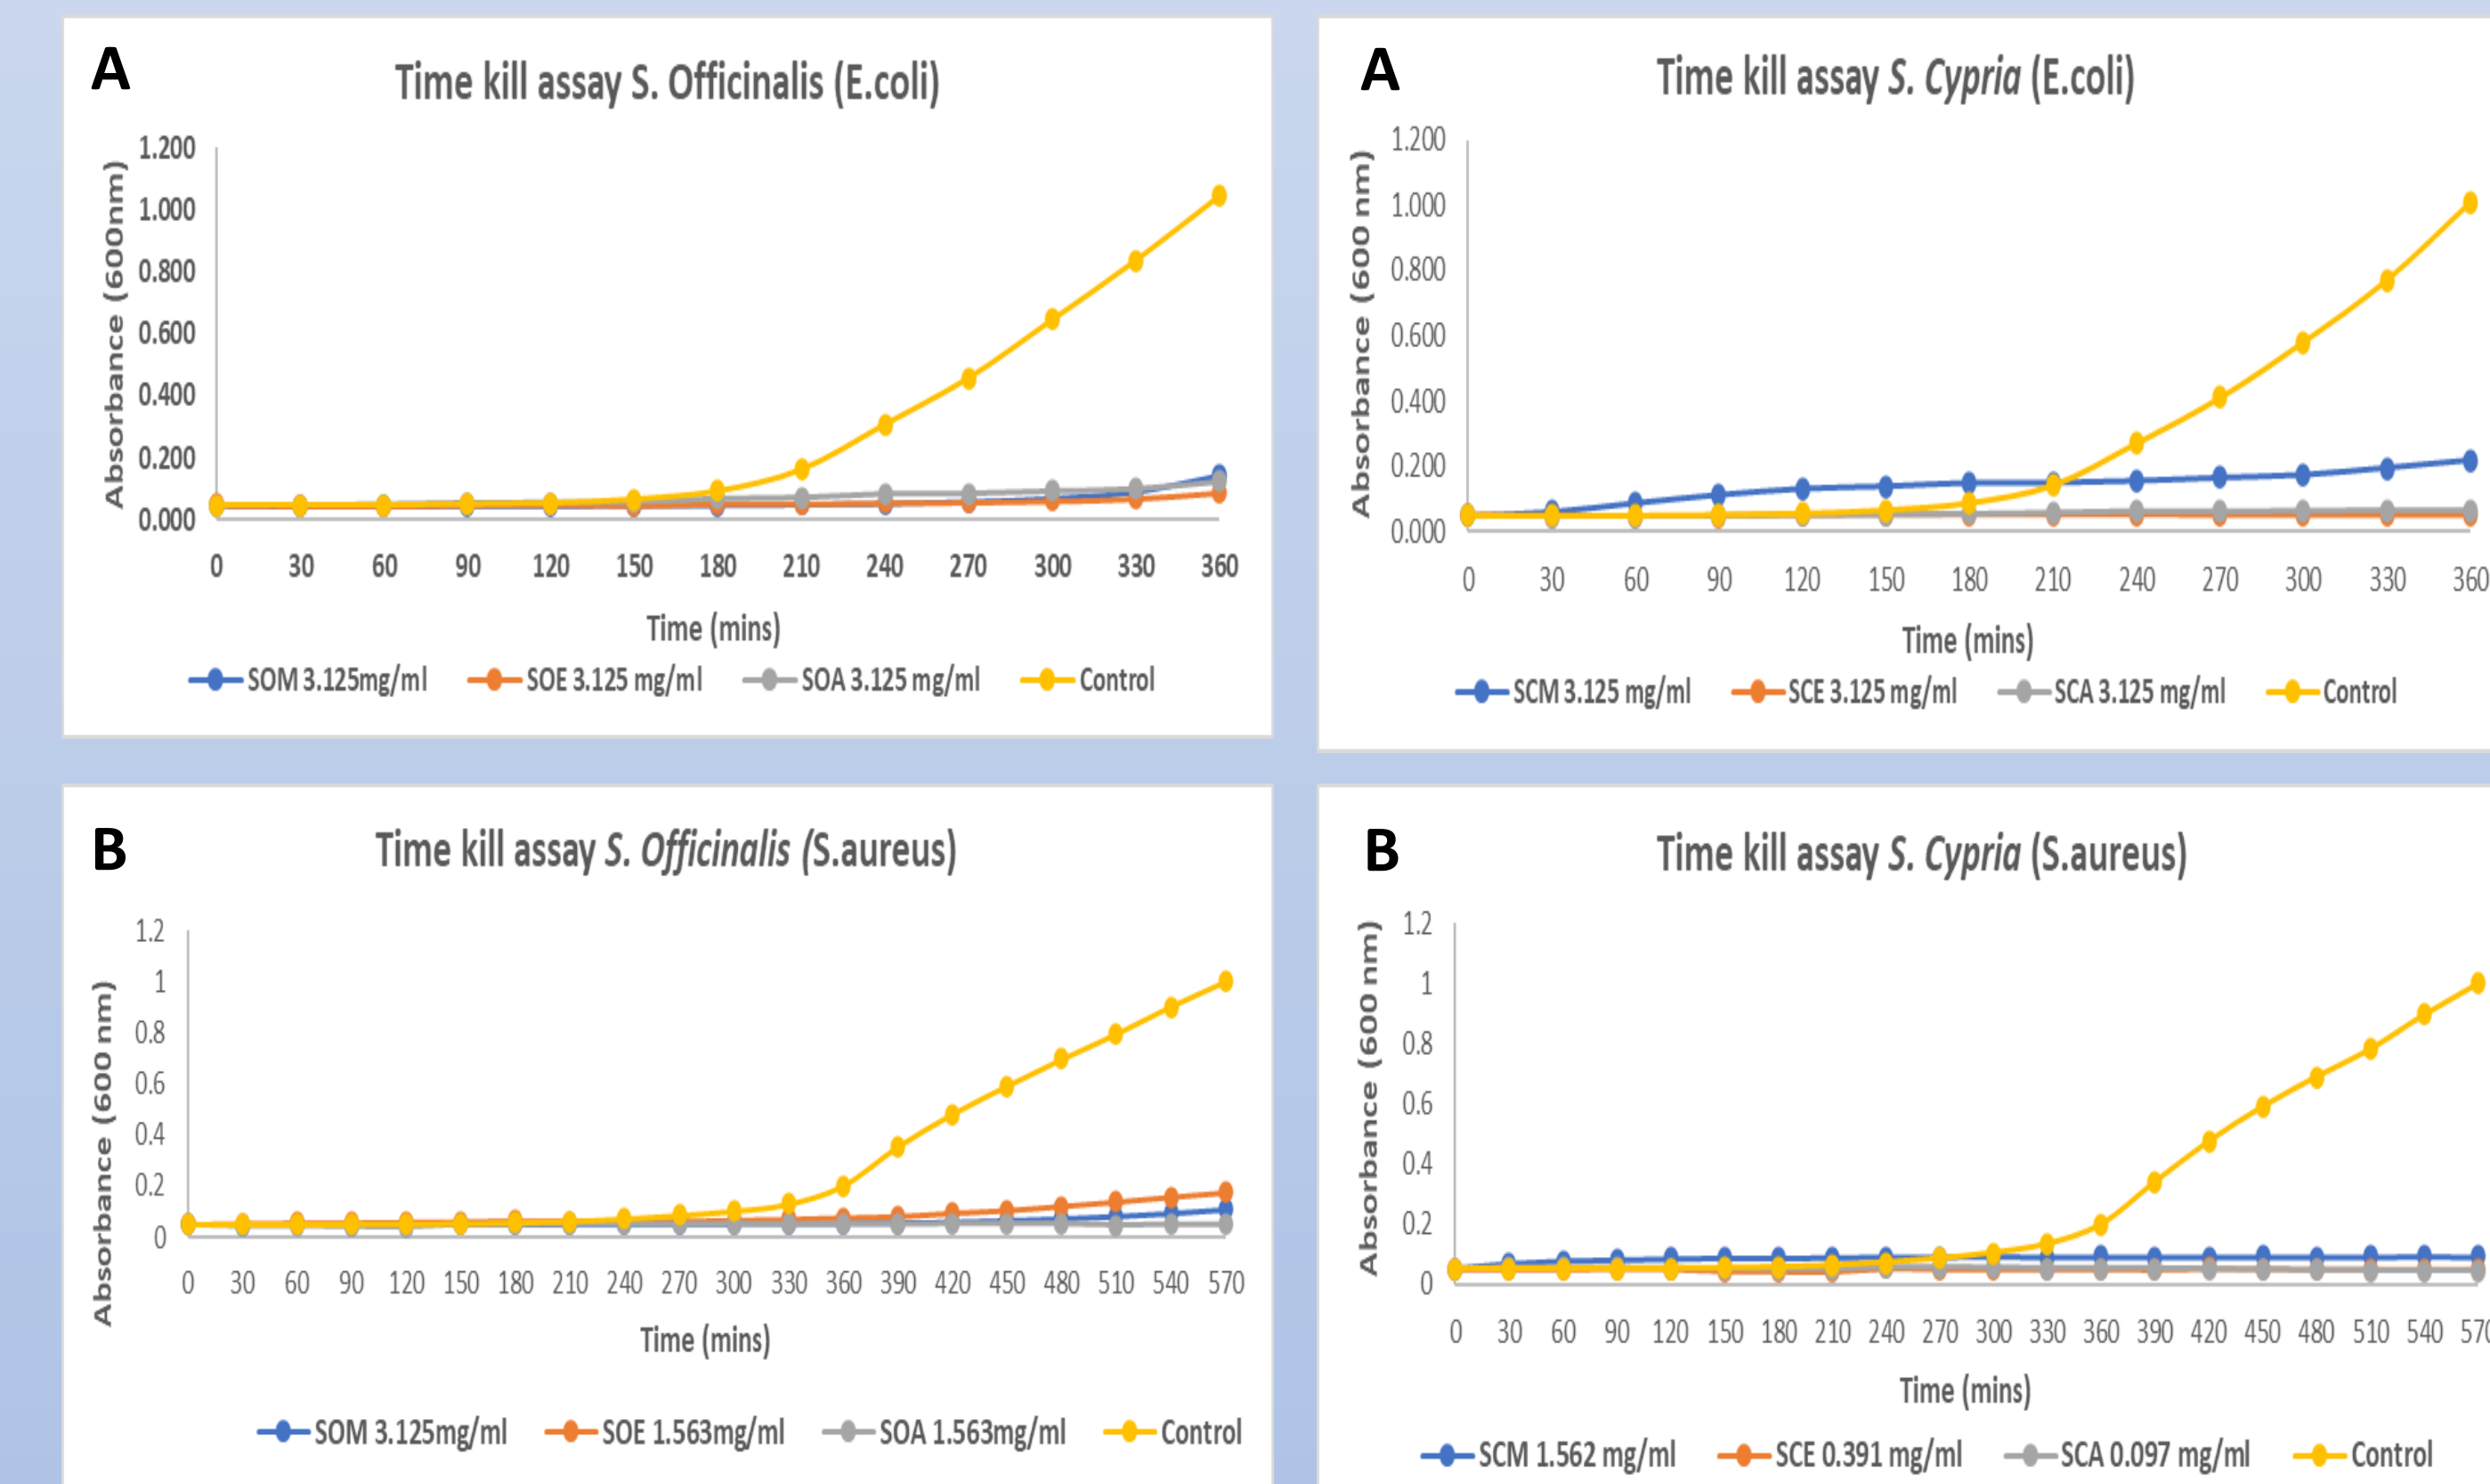 A
Time kill assay S. Officinalis (E.coli)
Absorbance (600nm)
1.200
1.000
0.800
0.600
0.400
0.200
0.000
0 30 60 90 120 150 180 210 240 270 300 330 360
Time (mins)
SOM 3.125mg/ml SOE 3.125 mg/ml SOA 3.125 mg/ml Control
A
Time kill assay S. Cypria (E.coli)
Absorbance (600 nm)
1.200
1.000
0.800
0.600
0.400
0.200
0.000
0 30 60 90 120 150 180 210 240 270 300 330 360
Time (mins)
SCM 3.125 mg/ml SCE 3.125 mg/ml SCA 3.125 mg/ml Control
B
Time kill assay S. Officinalis (S.aureus)
Absorbance (600 nm)
1.2
1
0.8
0.6
0.4
0.2
0
0 30 60 90 120 150 180 210 240 270 300 330 360 390 420 450 480 510 540 570
Time (mins)
SOM 3.125mg/ml SOE 1.563mg/ml SOA 1.563mg/ml Control
B
Time kill assay S. Cypria (S.aureus)
Absorbance (600 nm)
1.2
1
0.8
0.6
0.4
0.2
0
0 30 60 90 120 150 180 210 240 270 300 330 360 390 420 450 480 510 540 570
Time (mins)
SCM 1.562 mg/ml SCE 0.391 mg/ml SCA 0.097 mg/ml Control